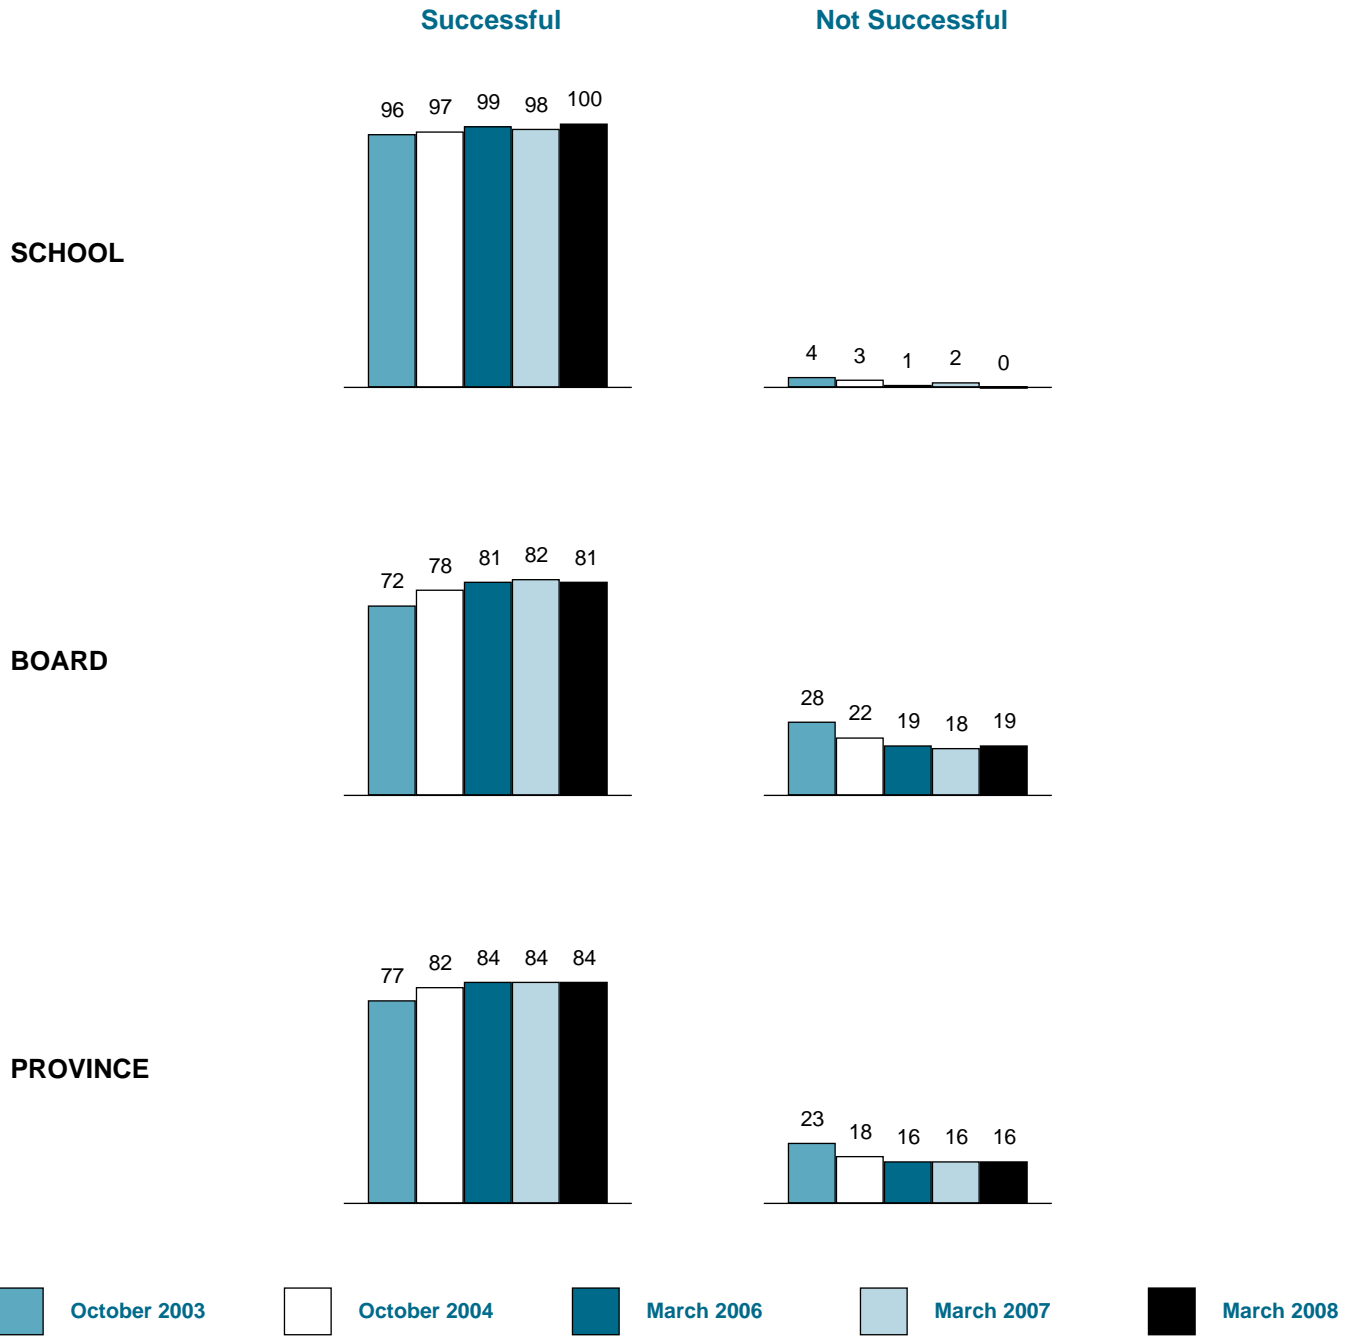 Successful Not Successful
96 97 99 98 100
4 3 1 2 0
SCHOOL
72 78 81 82 81
28 22 19 18 19
BOARD
77 82 84 84 84
23 18 16 16 16
PROVINCE
October 2003 October 2004 March 2006 March 2007 March 2008